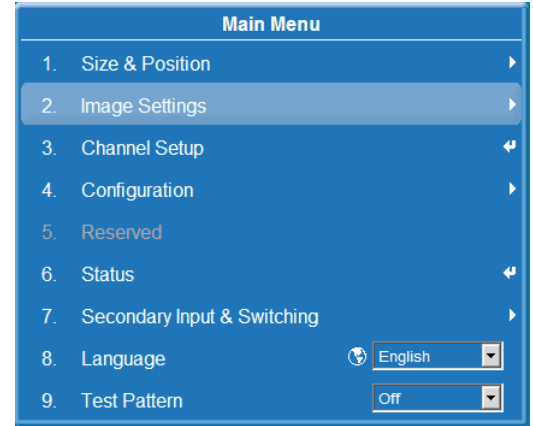 Main Menu
1. Size & Position
2. Image Settings
3. Channel Setup
4. Configuration
5. Reserved
6. Status
7. Secondary Input & Switching
8. Language English
9. Test Pattern Off